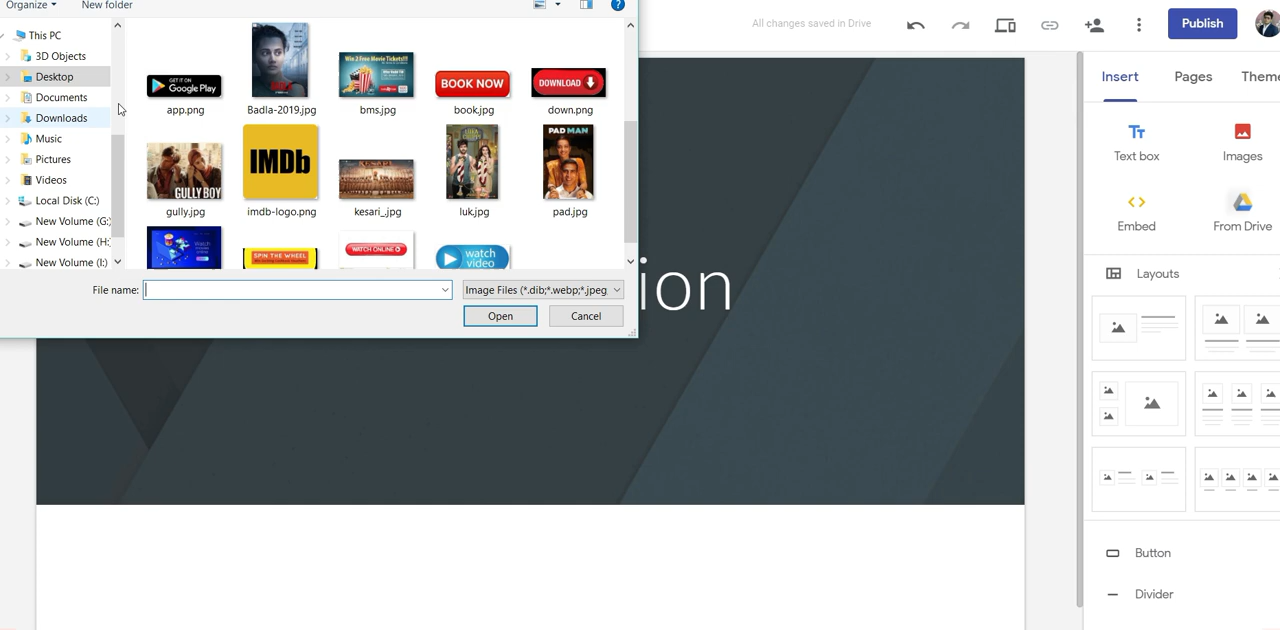 Organize
New folder
This PC
3D Objects
Desktop
Documents
Downloads
Music
Pictures
Videos
Local Disk (C:)
New Volume (G:)
New Volume (H:
New Volume (I:)
GET IT ON
Google Play
app.png
Badla-2019.jpg
Win 2 Free Movie Tickets!!!
bms.jpg
BOOK NOW
book.jpg
DOWNLOAD
down.png
GULLY BOY
gully.jpg
IMDb
imdb-logo.png
KESARI
kesari_.jpg
luk.jpg
PAD MAN
pad.jpg
Watch
SPIN THE WHEEL
WATCH ONLINE
watch
video
File name:
Image Files (*.dib;*.webp;*.jpeg
Open
Cancel
ion
All changes saved in Drive
Publish
Insert
Pages
Theme
Text box
Images
Embed
From Drive
Layouts
Button
Divider